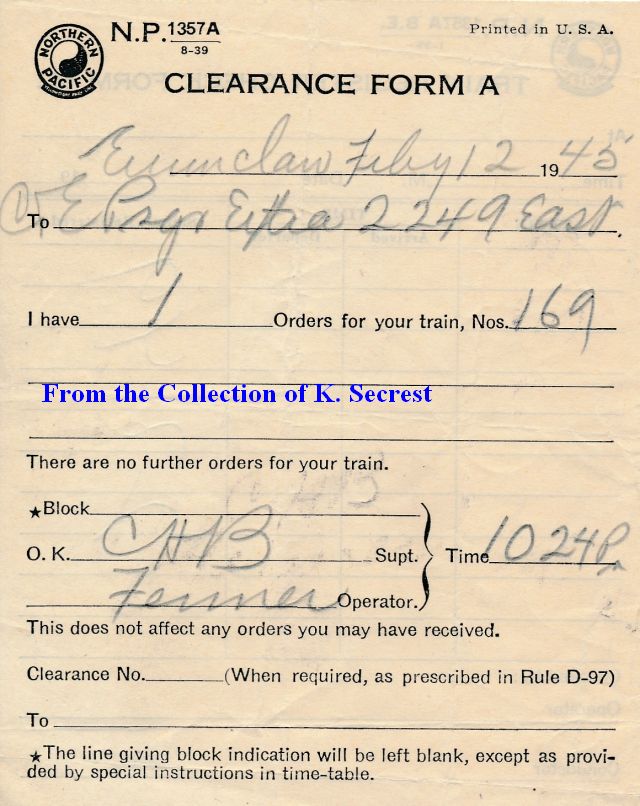 NORTHERN PACIFIC
N.P. 1357A
8-39
Printed in U. S. A.
CLEARANCE FORM A
Enumclaw Feby 12 1945
To C&E Psgr Extra 2249 East.
I have 1 Orders for your train, Nos. 169
From the Collection of K. Secrest
There are no further orders for your train.
★Block
O. K. CHB Supt. Time 1024P
Fenner Operator.
This does not affect any orders you may have received.
Clearance No. (When required, as prescribed in Rule D-97)
To
★The line giving block indication will be left blank, except as provi-
ded by special instructions in time-table.